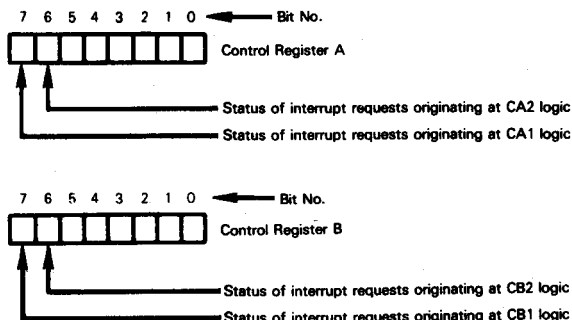 7 6 5 4 3 2 1 0 Bit No.
Control Register A
Status of interrupt requests originating at CA2 logic
Status of interrupt requests originating at CA1 logic
7 6 5 4 3 2 1 0 Bit No.
Control Register B
Status of interrupt requests originating at CB2 logic
Status of interrupt requests originating at CB1 logic